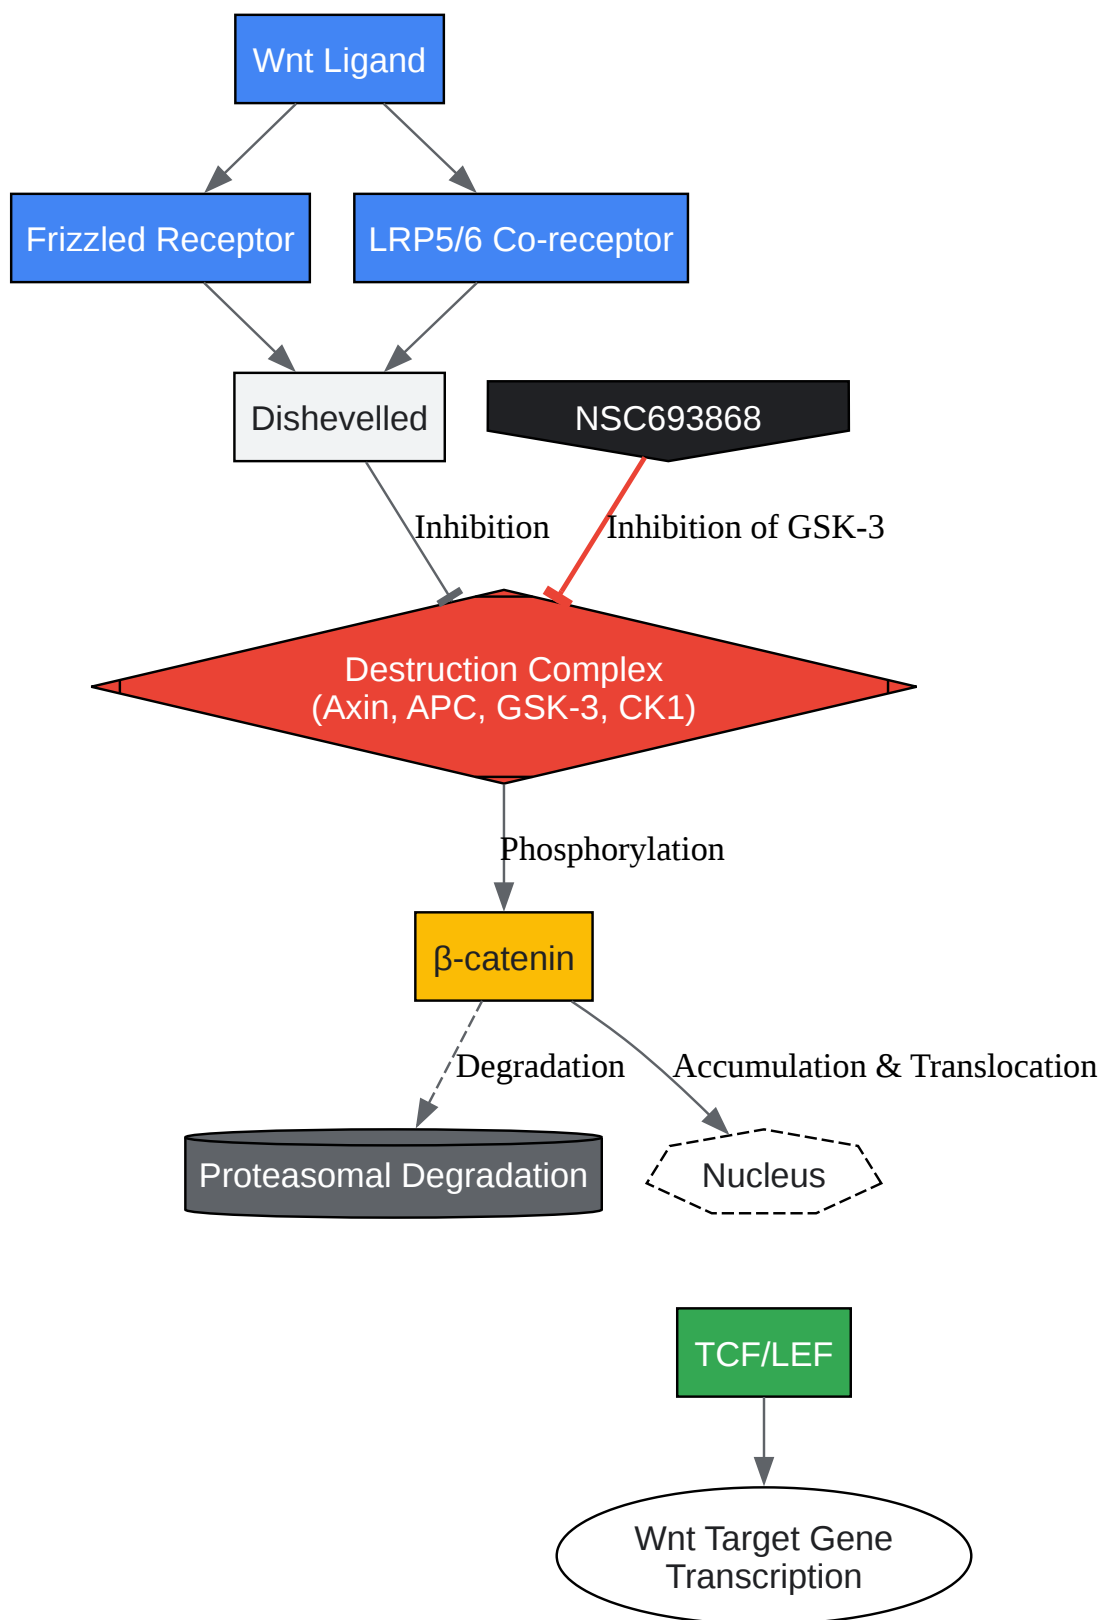 Wnt Ligand
Frizzled Receptor
LRP5/6 Co-receptor
Dishevelled
NSC693868
Inhibition
Inhibition of GSK-3
Destruction Complex
(Axin, APC, GSK-3, CK1)
Phosphorylation
β-catenin
Degradation
Accumulation & Translocation
Proteasomal Degradation
Nucleus
TCF/LEF
Wnt Target Gene
Transcription